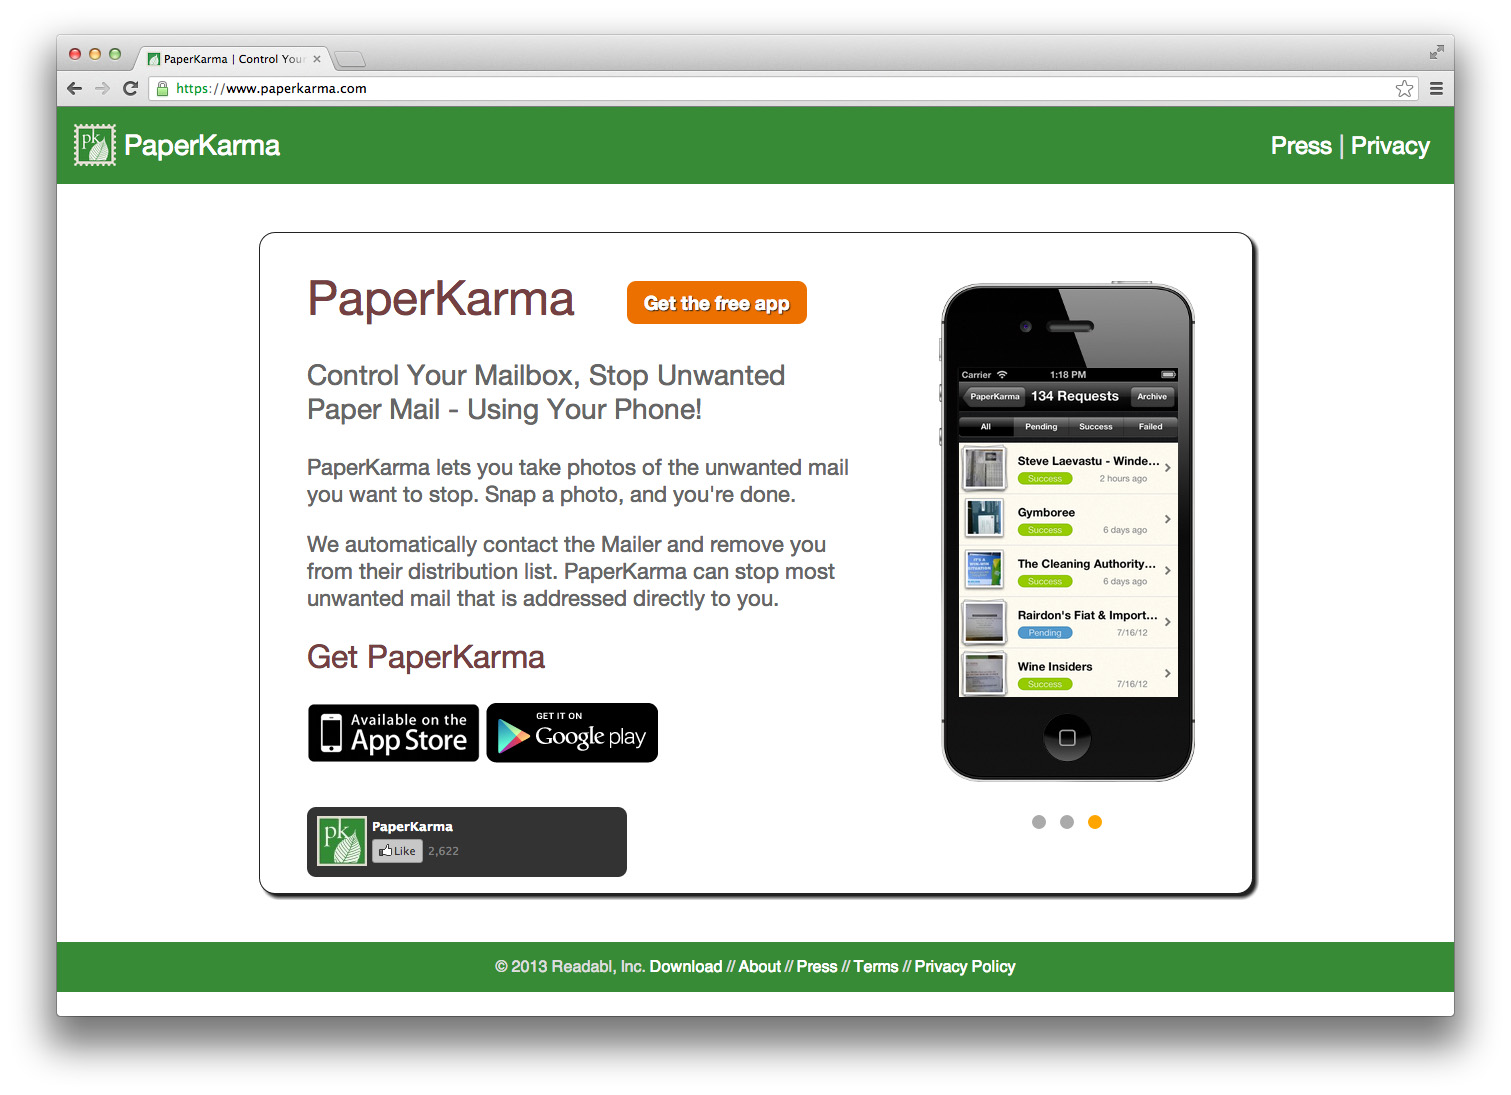 PaperKarma | Control Your
https://www.paperkarma.com
pk
PaperKarma
Press | Privacy
PaperKarma
Get the free app
Control Your Mailbox, Stop Unwanted
Paper Mail - Using Your Phone!
PaperKarma lets you take photos of the unwanted mail
you want to stop. Snap a photo, and you're done.
We automatically contact the Mailer and remove you
from their distribution list. PaperKarma can stop most
unwanted mail that is addressed directly to you.
Get PaperKarma
Available on the
App Store
GET IT ON
Google play
pk
PaperKarma
Like 2,622
Carrier 1:18 PM
PaperKarma 134 Requests Archive
All Pending Success Failed
Steve Laevastu - Winde...
Success 2 hours ago
Gymboree
Success 6 days ago
The Cleaning Authority...
Success 6 days ago
Rairdon's Fiat & Import...
Pending 7/16/12
Wine Insiders
Success 7/16/12
© 2013 Readabl, Inc. Download // About // Press // Terms // Privacy Policy